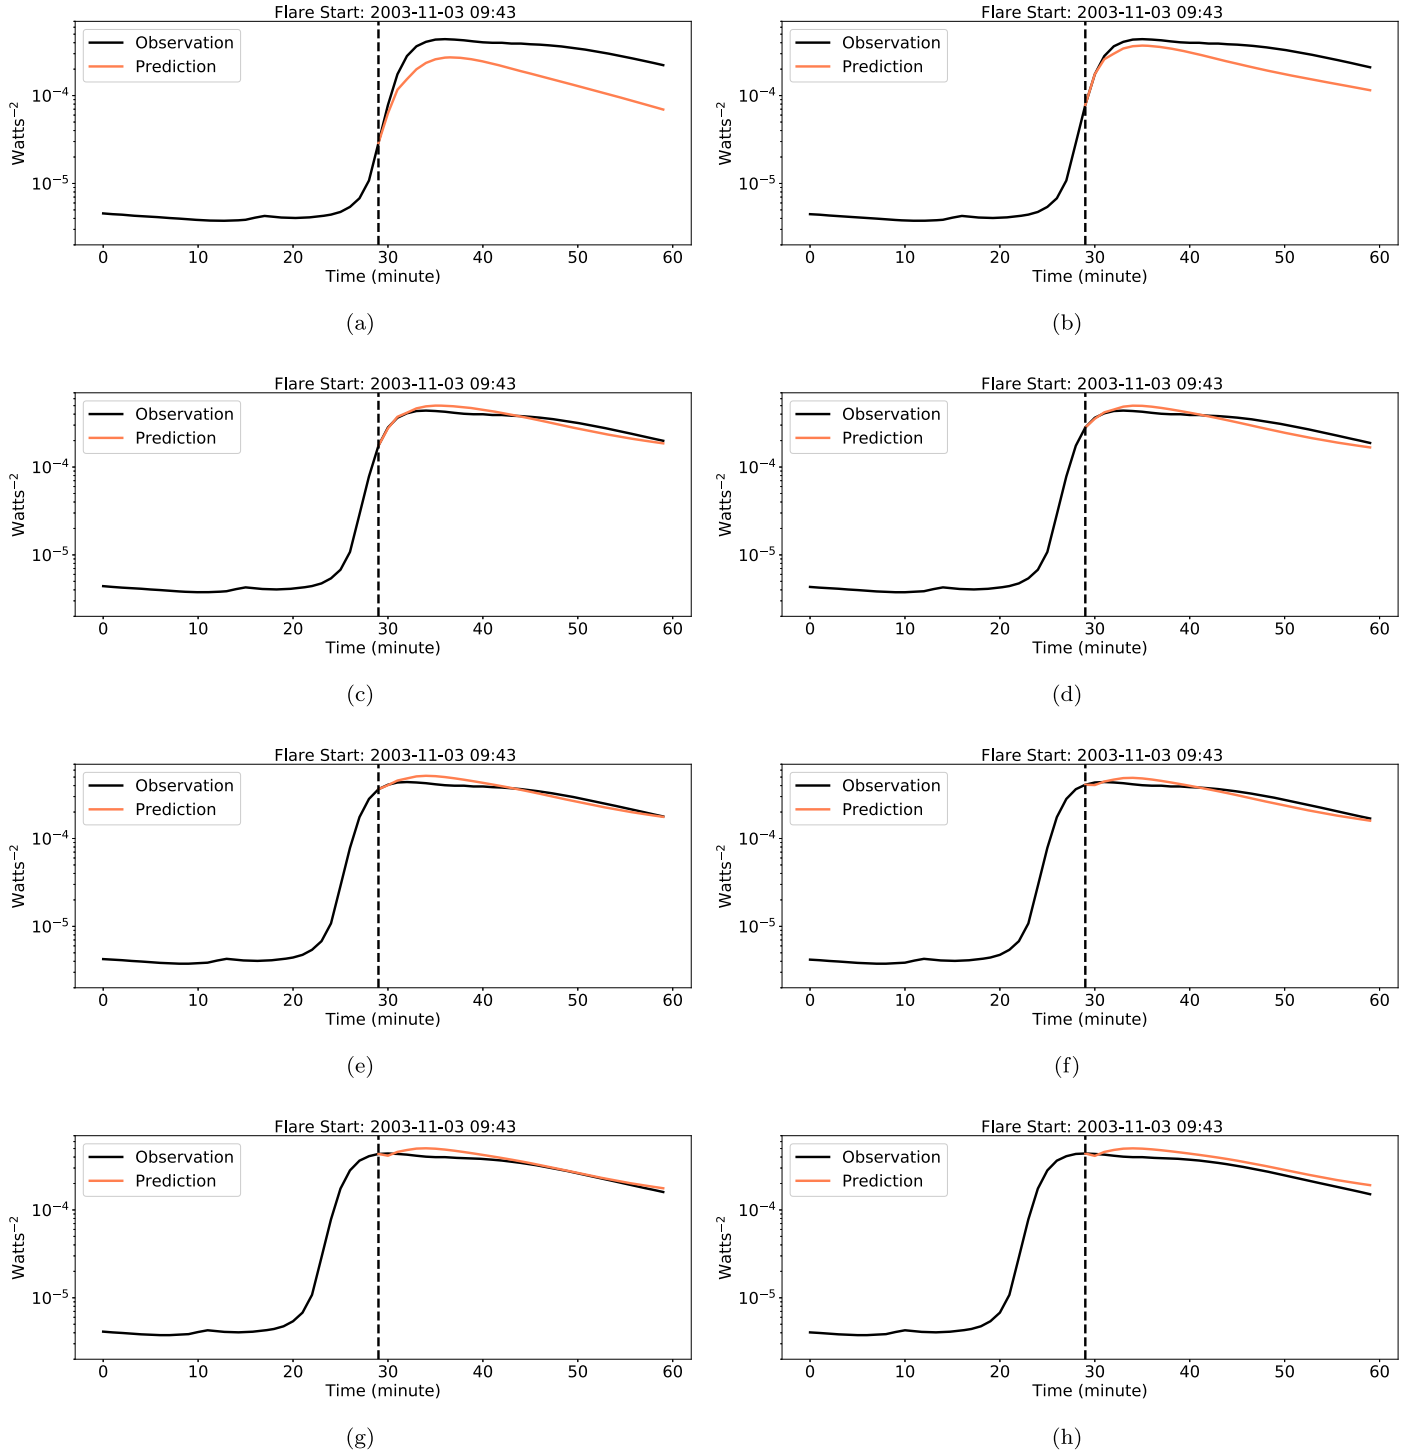 Flare Start: 2003-11-03 09:43
Observation
Prediction
Watts⁻²
10⁻⁴
10⁻⁵
0 10 20 30 40 50 60
Time (minute)
(a)
Flare Start: 2003-11-03 09:43
Observation
Prediction
Watts⁻²
10⁻⁴
10⁻⁵
0 10 20 30 40 50 60
Time (minute)
(b)
Flare Start: 2003-11-03 09:43
Observation
Prediction
Watts⁻²
10⁻⁴
10⁻⁵
0 10 20 30 40 50 60
Time (minute)
(c)
Flare Start: 2003-11-03 09:43
Observation
Prediction
Watts⁻²
10⁻⁴
10⁻⁵
0 10 20 30 40 50 60
Time (minute)
(d)
Flare Start: 2003-11-03 09:43
Observation
Prediction
Watts⁻²
10⁻⁴
10⁻⁵
0 10 20 30 40 50 60
Time (minute)
(e)
Flare Start: 2003-11-03 09:43
Observation
Prediction
Watts⁻²
10⁻⁴
10⁻⁵
0 10 20 30 40 50 60
Time (minute)
(f)
Flare Start: 2003-11-03 09:43
Observation
Prediction
Watts⁻²
10⁻⁴
10⁻⁵
0 10 20 30 40 50 60
Time (minute)
(g)
Flare Start: 2003-11-03 09:43
Observation
Prediction
Watts⁻²
10⁻⁴
10⁻⁵
0 10 20 30 40 50 60
Time (minute)
(h)